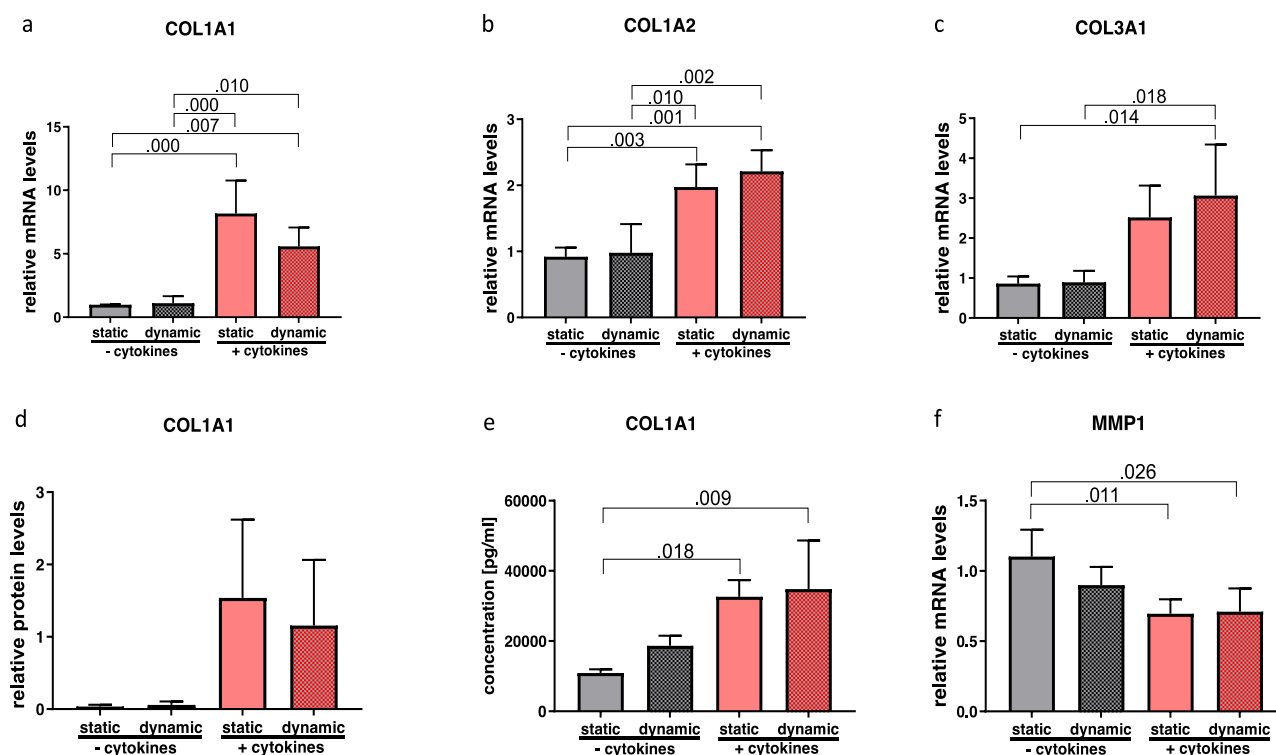 a
COL1A1
.010
.000
.007
.000
relative mRNA levels
15
10
5
0
static dynamic static dynamic
- cytokines + cytokines
b
COL1A2
.002
.010
.001
.003
relative mRNA levels
3
2
1
0
static dynamic static dynamic
- cytokines + cytokines
c
COL3A1
.018
.014
relative mRNA levels
5
4
3
2
1
0
static dynamic static dynamic
- cytokines + cytokines
d
COL1A1
relative protein levels
3
2
1
0
static dynamic static dynamic
- cytokines + cytokines
e
COL1A1
.009
.018
concentration [pg/ml]
60000
40000
20000
0
static dynamic static dynamic
- cytokines + cytokines
f
MMP1
.026
.011
relative mRNA levels
1.5
1.0
0.5
0.0
static dynamic static dynamic
- cytokines + cytokines